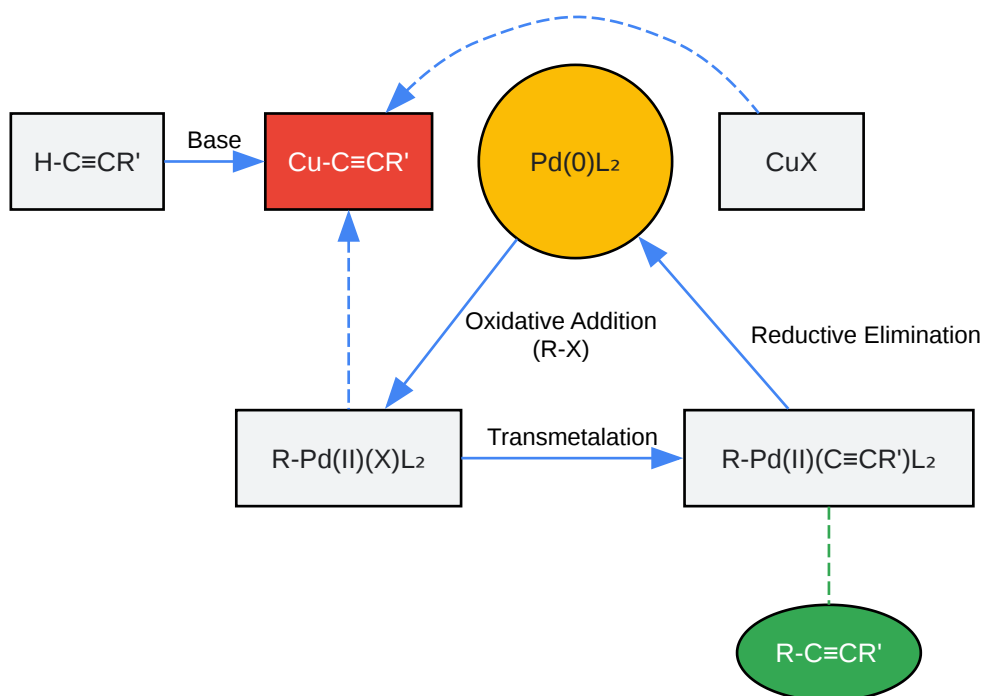 H-C≡CR'
Base
Cu-C≡CR'
Pd(0)L₂
CuX
Oxidative Addition
(R-X)
Reductive Elimination
R-Pd(II)(X)L₂
Transmetalation
R-Pd(II)(C≡CR')L₂
R-C≡CR'